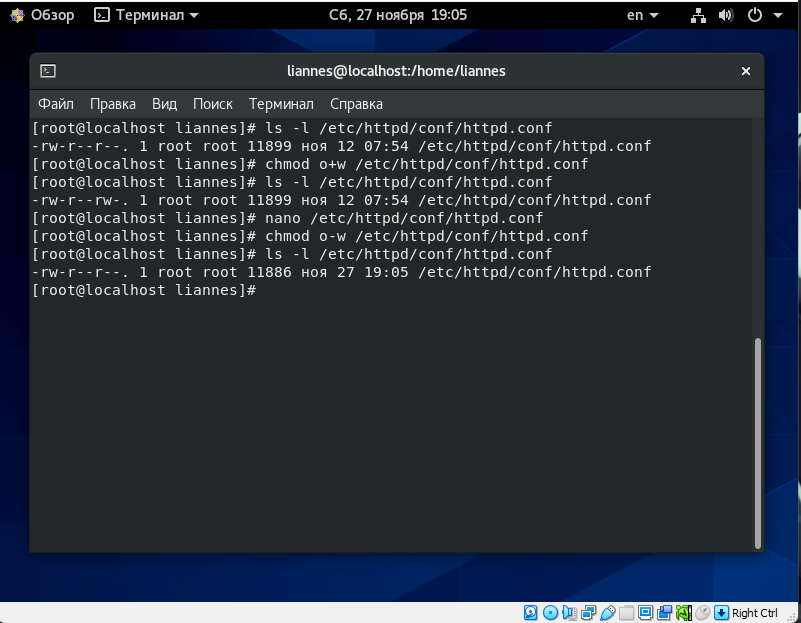 Обзор Терминал Сб, 27 ноября 19:05 en
liannes@localhost:/home/liannes
Файл Правка Вид Поиск Терминал Справка
[root@localhost liannes]# ls -l /etc/httpd/conf/httpd.conf
-rw-r--r--. 1 root root 11899 ноя 12 07:54 /etc/httpd/conf/httpd.conf
[root@localhost liannes]# chmod o+w /etc/httpd/conf/httpd.conf
[root@localhost liannes]# ls -l /etc/httpd/conf/httpd.conf
-rw-r--rw-. 1 root root 11899 ноя 12 07:54 /etc/httpd/conf/httpd.conf
[root@localhost liannes]# nano /etc/httpd/conf/httpd.conf
[root@localhost liannes]# chmod o-w /etc/httpd/conf/httpd.conf
[root@localhost liannes]# ls -l /etc/httpd/conf/httpd.conf
-rw-r--r--. 1 root root 11886 ноя 27 19:05 /etc/httpd/conf/httpd.conf
[root@localhost liannes]#
Right Ctrl